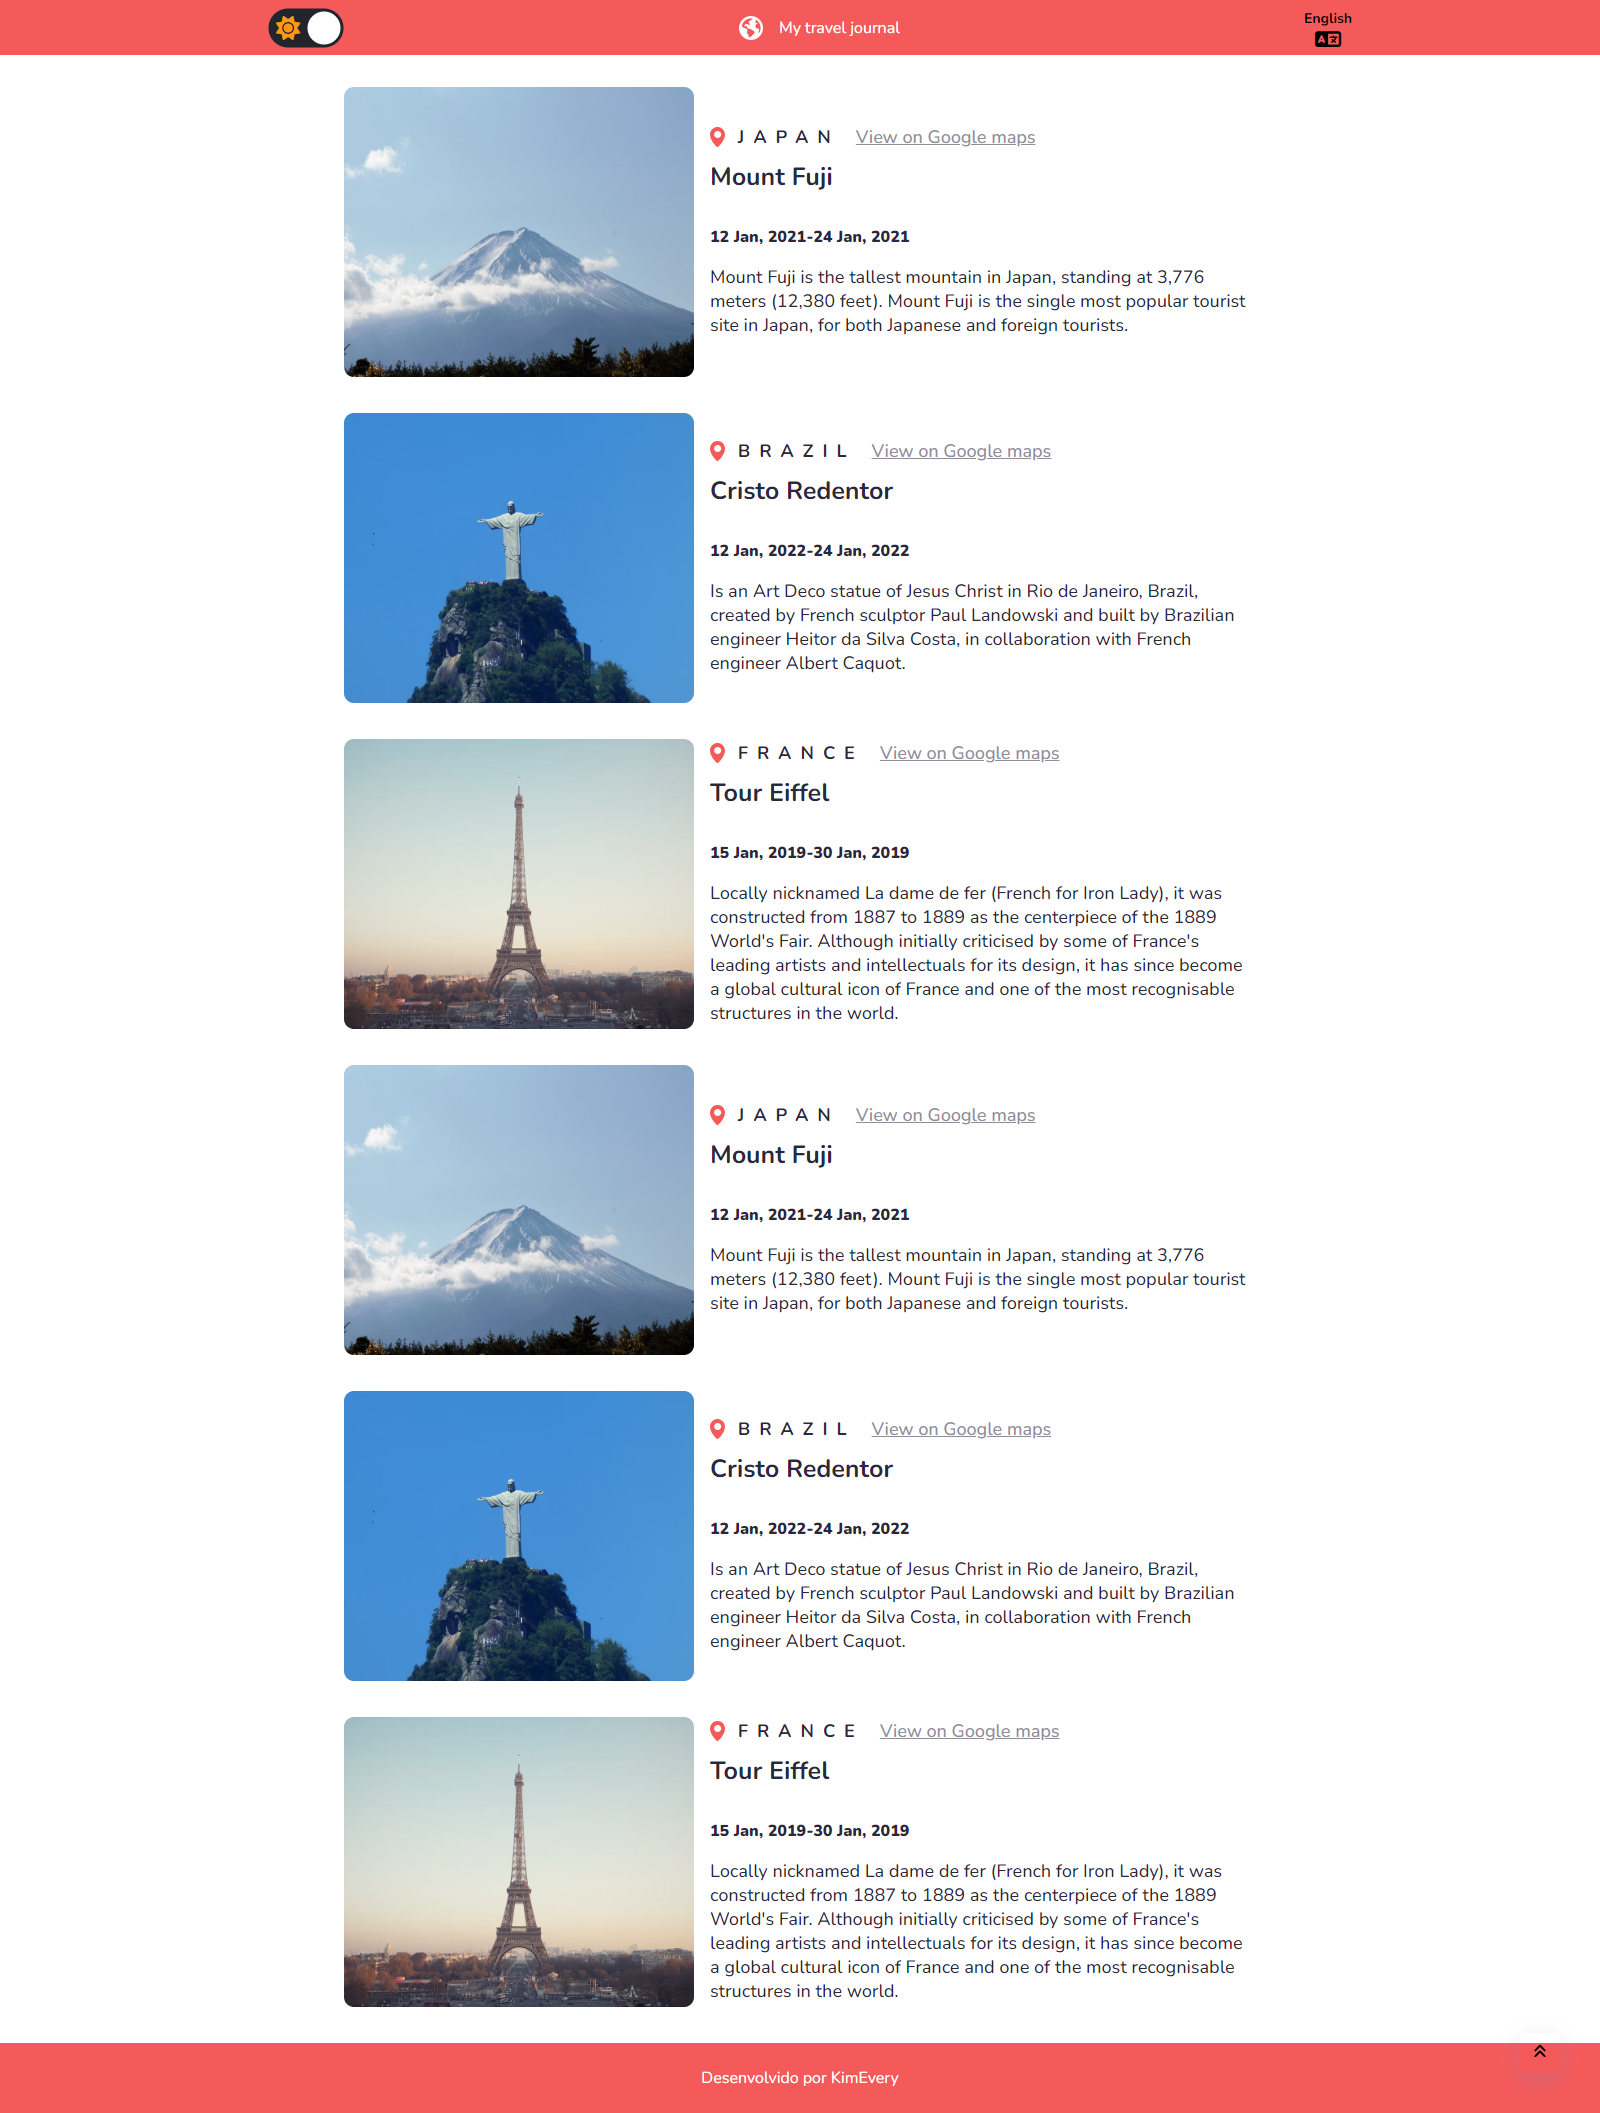 My travel journal
English
JAPAN View on Google maps
Mount Fuji
12 Jan, 2021-24 Jan, 2021
Mount Fuji is the tallest mountain in Japan, standing at 3,776
meters (12,380 feet). Mount Fuji is the single most popular tourist
site in Japan, for both Japanese and foreign tourists.
BRAZIL View on Google maps
Cristo Redentor
12 Jan, 2022-24 Jan, 2022
Is an Art Deco statue of Jesus Christ in Rio de Janeiro, Brazil,
created by French sculptor Paul Landowski and built by Brazilian
engineer Heitor da Silva Costa, in collaboration with French
engineer Albert Caquot.
FRANCE View on Google maps
Tour Eiffel
15 Jan, 2019-30 Jan, 2019
Locally nicknamed La dame de fer (French for Iron Lady), it was
constructed from 1887 to 1889 as the centerpiece of the 1889
World's Fair. Although initially criticised by some of France's
leading artists and intellectuals for its design, it has since become
a global cultural icon of France and one of the most recognisable
structures in the world.
JAPAN View on Google maps
Mount Fuji
12 Jan, 2021-24 Jan, 2021
Mount Fuji is the tallest mountain in Japan, standing at 3,776
meters (12,380 feet). Mount Fuji is the single most popular tourist
site in Japan, for both Japanese and foreign tourists.
BRAZIL View on Google maps
Cristo Redentor
12 Jan, 2022-24 Jan, 2022
Is an Art Deco statue of Jesus Christ in Rio de Janeiro, Brazil,
created by French sculptor Paul Landowski and built by Brazilian
engineer Heitor da Silva Costa, in collaboration with French
engineer Albert Caquot.
FRANCE View on Google maps
Tour Eiffel
15 Jan, 2019-30 Jan, 2019
Locally nicknamed La dame de fer (French for Iron Lady), it was
constructed from 1887 to 1889 as the centerpiece of the 1889
World's Fair. Although initially criticised by some of France's
leading artists and intellectuals for its design, it has since become
a global cultural icon of France and one of the most recognisable
structures in the world.
Desenvolvido por KimEvery